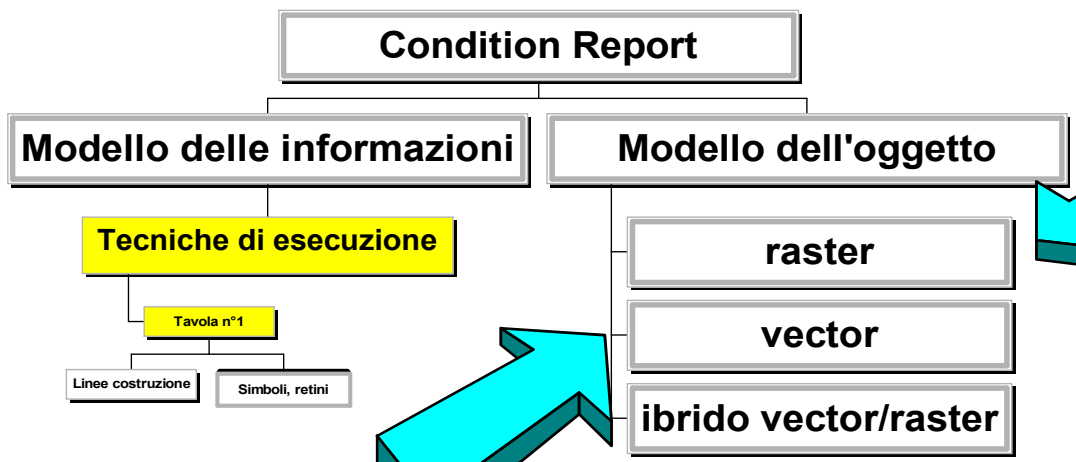 Condition Report
Modello delle informazioni
Modello dell'oggetto
Tecniche di esecuzione
Tavola n°1
Linee costruzione
Simboli, retini
raster
vector
ibrido vector/raster